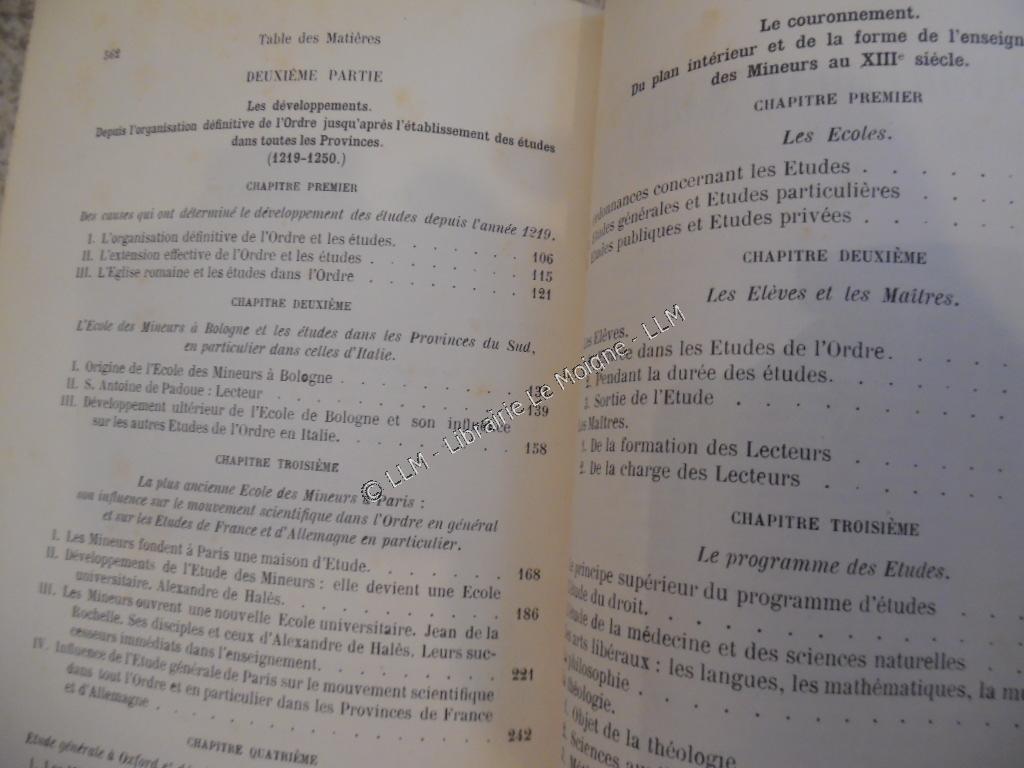 562
Table des Matières
DEUXIÈME PARTIE
Les développements.
Depuis l'organisation définitive de l'Ordre jusqu'après l'établissement des études
dans toutes les Provinces.
(1219-1250.)
CHAPITRE PREMIER
Des causes qui ont déterminé le développement des études depuis l'année 1219.
I. L'organisation définitive de l'Ordre et les études. 106
II. L'extension effective de l'Ordre et les études 115
III. L'Eglise romaine et les études dans l'Ordre 121
CHAPITRE DEUXIÈME
L'Ecole des Mineurs à Bologne et les études dans les Provinces du Sud,
en particulier dans celles d'Italie.
I. Origine de l'Ecole des Mineurs à Bologne
II. S. Antoine de Padoue : Lecteur 139
III. Développement ultérieur de l'Ecole de Bologne et son influence
sur les autres Etudes de l'Ordre en Italie. 158
CHAPITRE TROISIÈME
La plus ancienne Ecole des Mineurs à Paris :
son influence sur le mouvement scientifique dans l'Ordre en général
et sur les Etudes de France et d'Allemagne en particulier.
I. Les Mineurs fondent à Paris une maison d'Etude. 168
II. Développements de l'Etude des Mineurs : elle devient une Ecole
universitaire. Alexandre de Halès. 186
III. Les Mineurs ouvrent une nouvelle Ecole universitaire. Jean de la
Rochelle. Ses disciples et ceux d'Alexandre de Halès. Leurs suc-
cesseurs immédiats dans l'enseignement. 221
IV. Influence de l'Etude générale de Paris sur le mouvement scientifique
dans tout l'Ordre et en particulier dans les Provinces de France
et d'Allemagne 242
CHAPITRE QUATRIÈME
Etude générale à Oxford et
Le couronnement.
Du plan intérieur et de la forme de l'enseign
des Mineurs au XIIIe siècle.
CHAPITRE PREMIER
Les Ecoles.
rdonnances concernant les Etudes
Etudes générales et Etudes particulières
Etudes publiques et Etudes privées
CHAPITRE DEUXIÈME
Les Elèves et les Maîtres.
Les Elèves.
dans les Etudes de l'Ordre.
2. Pendant la durée des études.
3. Sortie de l'Etude
Les Maîtres.
1. De la formation des Lecteurs
2. De la charge des Lecteurs
CHAPITRE TROISIÈME
Le programme des Etudes.
principe supérieur du programme d'études
étude du droit.
de la médecine et des sciences naturelles
arts libéraux : les langues, les mathématiques, la mu
philosophie
théologie.
1. Objet de la théologie
2. Sciences
© LLM - Librairie Le Moigne - LLM